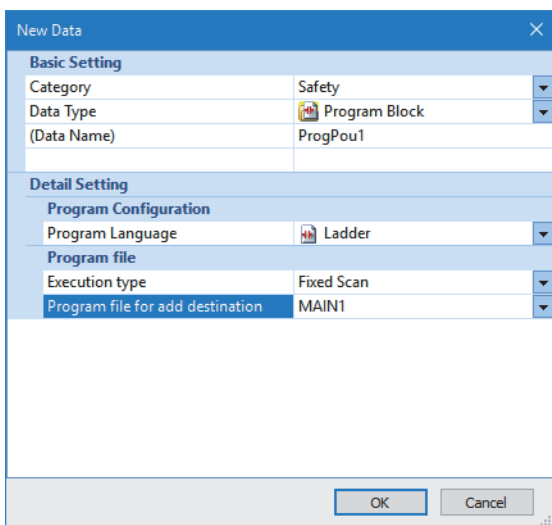 New Data
Basic Setting
Category Safety
Data Type Program Block
(Data Name) ProgPou1
Detail Setting
Program Configuration
Program Language Ladder
Program file
Execution type Fixed Scan
Program file for add destination MAIN1
OK Cancel